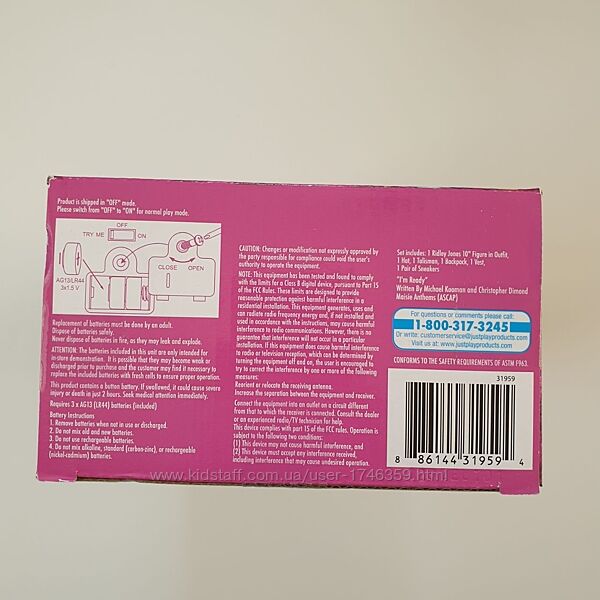 Product is shipped in "OFF" mode.
Please switch from "OFF" to "ON" for normal play mode.
OFF
TRY ME
ON
CLOSE
OPEN
AG13/LR44
3x1.5 V
Replacement of batteries must be done by an adult.
Dispose of batteries safely.
Never dispose of batteries in fire, as they may leak and explode.
ATTENTION: The batteries included in this unit are only intended for
in-store demonstration. It is possible that they may become weak or
discharged prior to purchase and the customer may find it necessary to
replace the included batteries with fresh cells to ensure proper operation.
This product contains a button battery. If swallowed, it could cause severe
injury or death in just 2 hours. Seek medical attention immediately.
Requires 3 x AG13 (LR44) batteries (included)
Battery Instructions
1. Remove batteries when not in use or discharged.
2. Do not mix old and new batteries.
3. Do not use rechargeable batteries.
4. Do not mix alkaline, standard (carbon-zinc), or rechargeable
(nickel-cadmium) batteries.
CAUTION: Changes or modification not expressly approved by
the party responsible for compliance could void the user's
authority to operate the equipment.
NOTE: This equipment has been tested and found to comply
with the limits for a Class B digital device, pursuant to Part 15
of the FCC Rules. These limits are designed to provide
reasonable protection against harmful interference in a
residential installation. This equipment generates, uses and
can radiate radio frequency energy and, if not installed and
used in accordance with the instructions, may cause harmful
interference to radio communications. However, there is no
guarantee that interference will not occur in a particular
installation. If this equipment does cause harmful interference
to radio or television reception, which can be determined by
turning the equipment off and on, the user is encouraged to
try to correct the interference by one or more of the following
measures:
Reorient or relocate the receiving antenna.
Increase the separation between the equipment and receiver.
Connect the equipment into an outlet on a circuit different
from that to which the receiver is connected. Consult the dealer
or an experienced radio/TV technician for help.
This device complies with part 15 of the FCC Rules. Operation is
subject to the following two conditions:
(1) This device may not cause harmful interference, and
(2) This device must accept any interference received,
including interference that may cause undesired operation.
Set includes: 1 Ridley Jones 10" Figure in Outfit,
1 Hat, 1 Talisman, 1 Backpack, 1 Vest,
1 Pair of Sneakers
"I'm Ready"
Written By Michael Kooman and Christopher Dimond
Maisie Anthems (ASCAP)
For questions or comments please call:
1-800-317-3245
Or write: customerservice@justplayproducts.com
Visit us at: www.justplayproducts.com
CONFORMS TO THE SAFETY REQUIREMENTS OF ASTM F963.
31959
8 86144 31959 4
www.kidstaff.com.ua/user-1746359.html